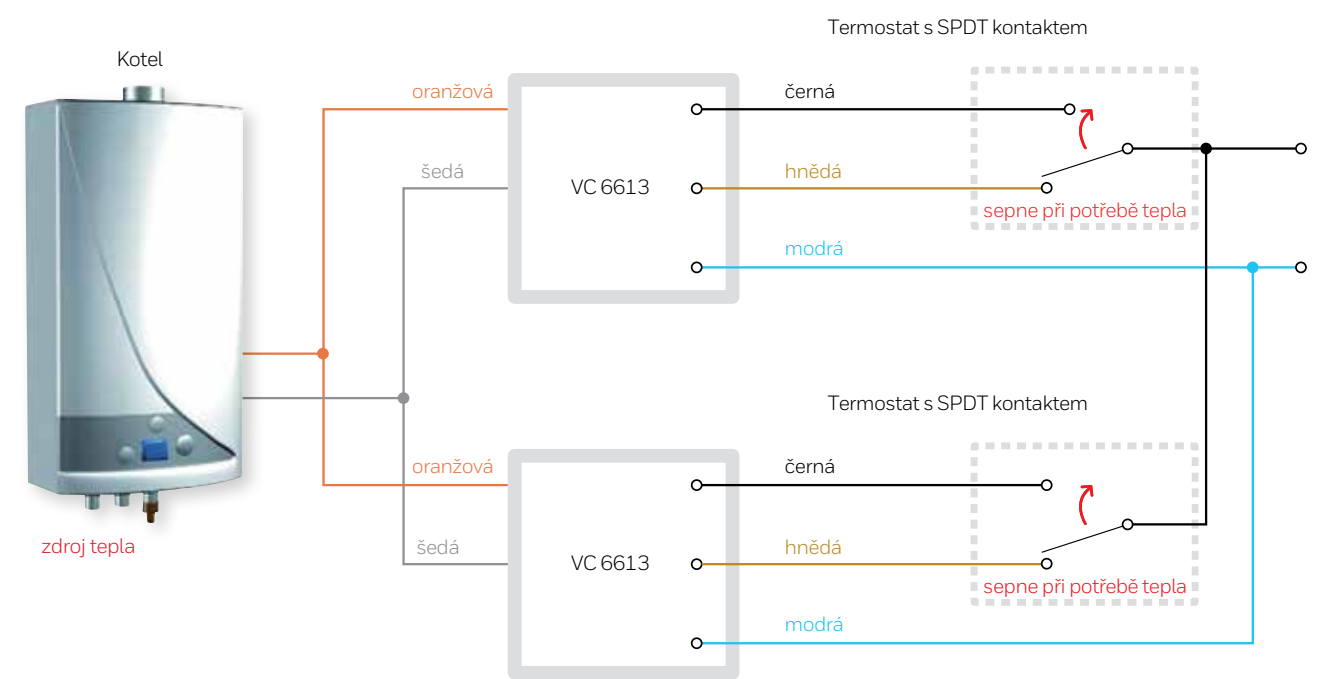 Termostat s SPDT kontaktem
Kotel
oranžová
černá
šedá
VC 6613
hnědá
sepne při potřebě tepla
modrá
Termostat s SPDT kontaktem
oranžová
černá
zdroj tepla
šedá
VC 6613
hnědá
sepne při potřebě tepla
modrá